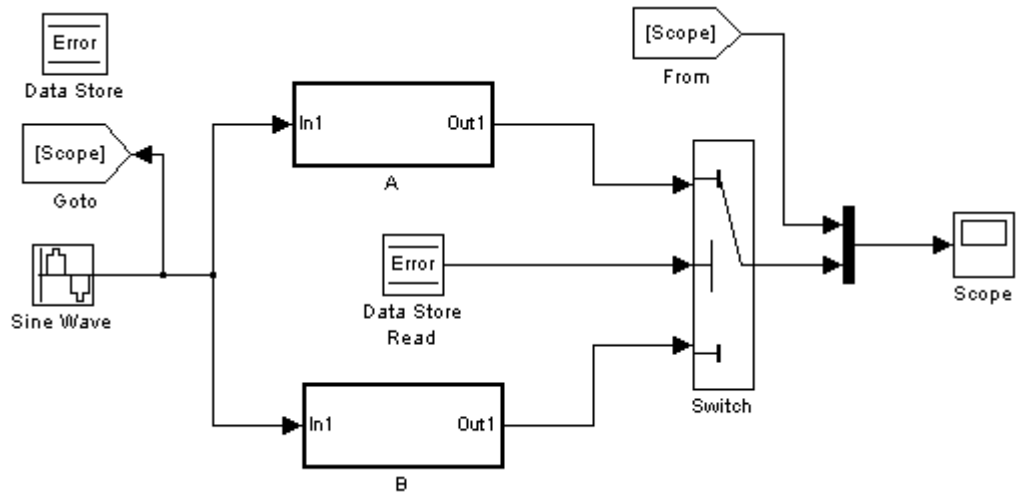 Error
Data Store
[Scope]
Goto
Sine Wave
In1 Out1
A
Error
Data Store
Read
In1 Out1
B
[Scope]
From
Switch
Scope